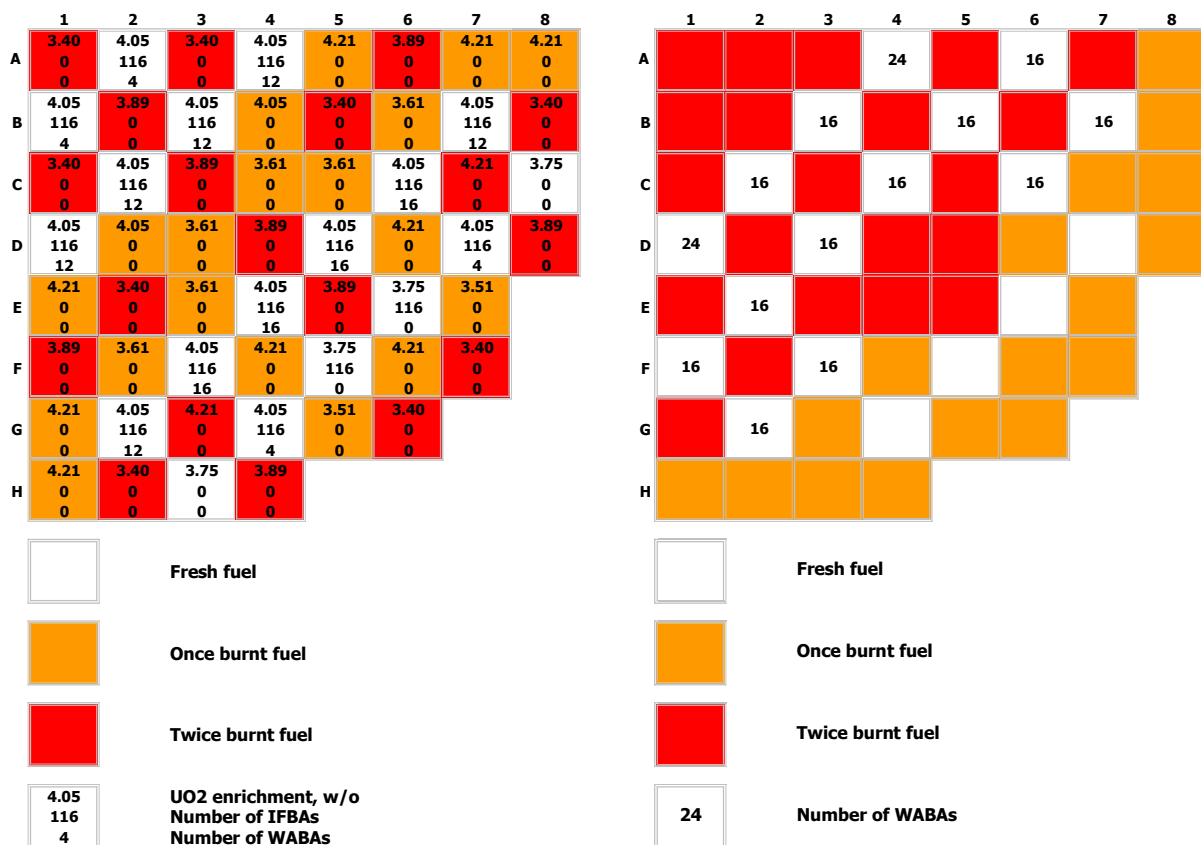 1 2 3 4 5 6 7 8
3.40 4.05 3.40 4.05 4.21 3.89 4.21 4.21
A 0 116 0 116 0 0 0 0
0 4 0 12 0 0 0 0
4.05 3.89 4.05 4.05 3.40 3.61 4.05 3.40
B 116 0 116 0 0 0 116 0
4 0 12 0 0 0 12 0
3.40 4.05 3.89 3.61 3.61 4.05 4.21 3.75
C 0 116 0 0 0 116 0 0
0 12 0 0 0 16 0 0
4.05 4.05 3.61 3.89 4.05 4.21 4.05 3.89
D 116 0 0 0 116 0 116 0
12 0 0 0 16 0 4 0
4.21 3.40 3.61 4.05 3.89 3.75 3.51
E 0 0 0 116 0 116 0
0 0 0 16 0 0 0
3.89 3.61 4.05 4.21 3.75 4.21 3.40
F 0 0 116 0 116 0 0
0 0 16 0 0 0 0
4.21 4.05 4.21 4.05 3.51 3.40
G 0 116 0 116 0 0
0 12 0 4 0 0
4.21 3.40 3.75 3.89
H 0 0 0 0
0 0 0 0
Fresh fuel
Once burnt fuel
Twice burnt fuel
4.05 UO2 enrichment, w/o
116 Number of IFBAs
4 Number of WABAs
1 2 3 4 5 6 7 8
A 24 16
B 16 16 16
C 16 16 16
D 24 16
E 16
F 16 16
G 16
H
Fresh fuel
Once burnt fuel
Twice burnt fuel
24 Number of WABAs